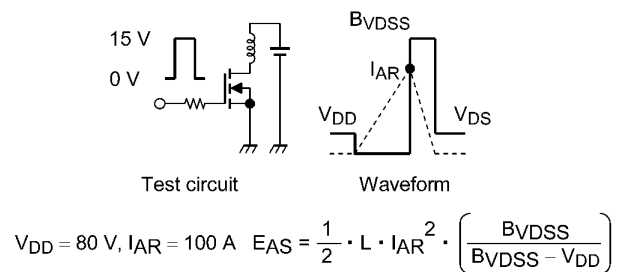 15 V
0 V
BVDSS
IAR
VDD
VDS
Test circuit
Waveform
VDD = 80 V, IAR = 100 A EAS = 1/2 · L · IAR² · (BVDSS / (BVDSS − VDD))